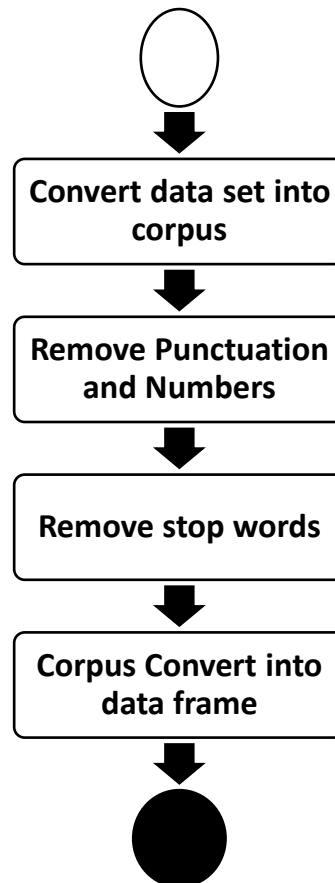 Convert data set into
corpus
Remove Punctuation
and Numbers
Remove stop words
Corpus Convert into
data frame